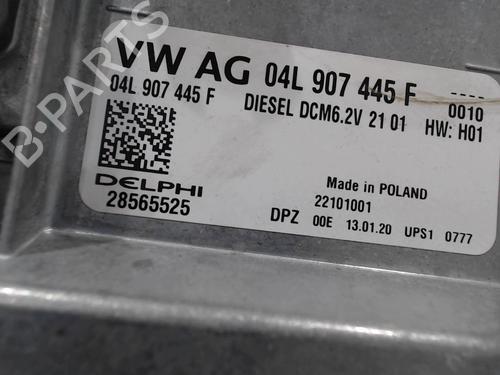 B-PARTS
VW AG 04L 907 445 F ----
04L 907 445 F DIESEL DCM6.2V 21 01 0010
HW: H01
DELPHI Made in POLAND
28565525 22101001
DPZ 00E 13.01.20 UPS1 0777